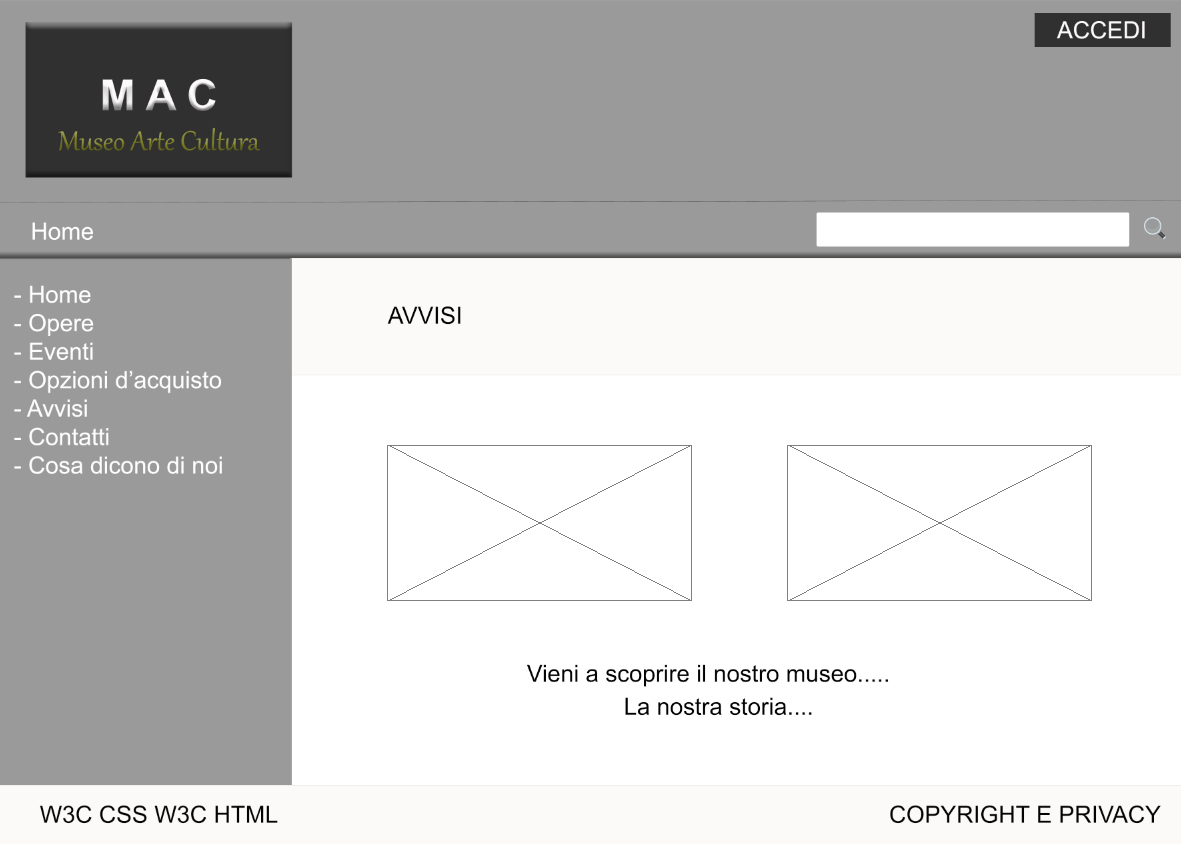 ACCEDI
M A C
Museo Arte Cultura
Home
- Home
- Opere
- Eventi
- Opzioni d’acquisto
- Avvisi
- Contatti
- Cosa dicono di noi
AVVISI
Vieni a scoprire il nostro museo.....
La nostra storia....
W3C CSS W3C HTML
COPYRIGHT E PRIVACY